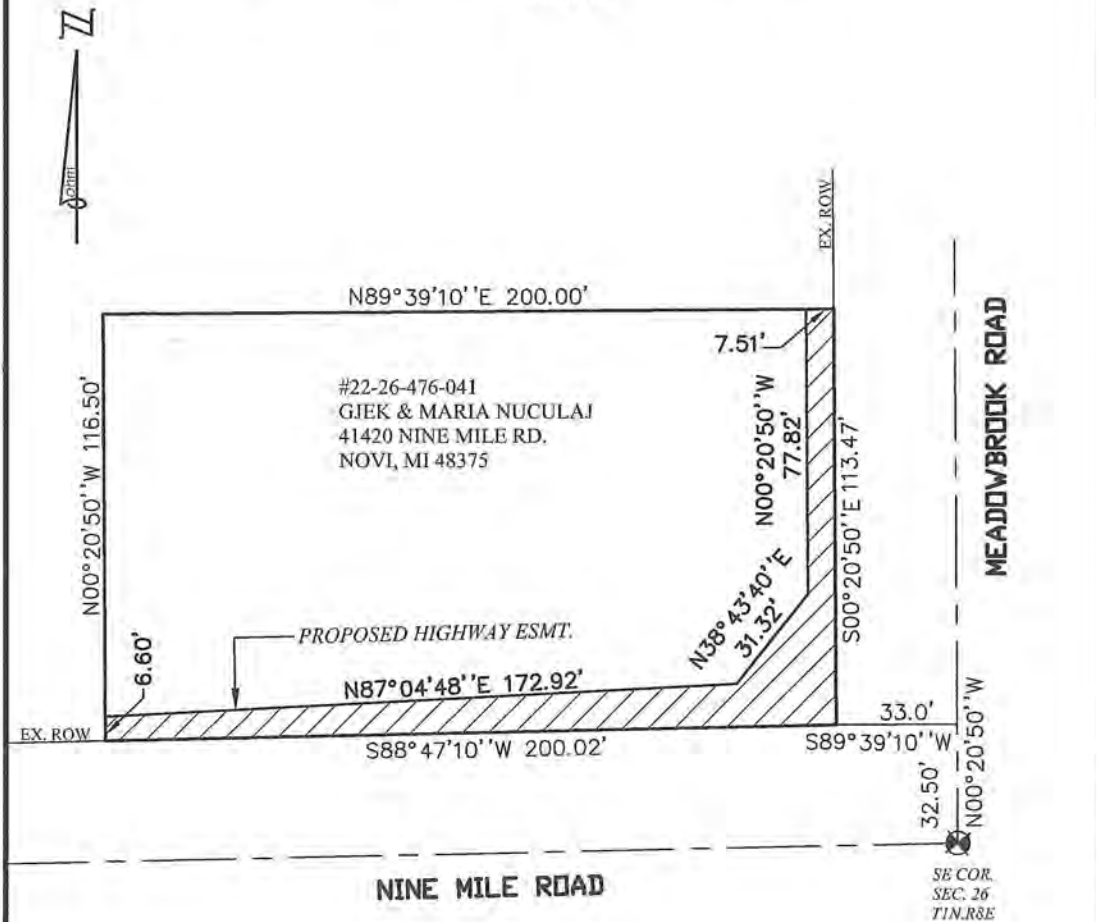 N
ohm
EX. ROW
N89°39'10''E 200.00'
7.51'
#22-26-476-041
GJEK & MARIA NUCULAJ
41420 NINE MILE RD.
NOVI, MI 48375
N00°20'50''W 116.50'
N00°20'50''W
77.82'
S00°20'50''E 113.47'
MEADOWBROOK ROAD
N38°43'40''E
31.32'
PROPOSED HIGHWAY ESMT.
6.60'
N87°04'48''E 172.92'
EX. ROW
S88°47'10''W 200.02'
33.0'
S89°39'10''W
32.50'
N00°20'50''W
NINE MILE ROAD
SE COR.
SEC. 26
T1N.R8E